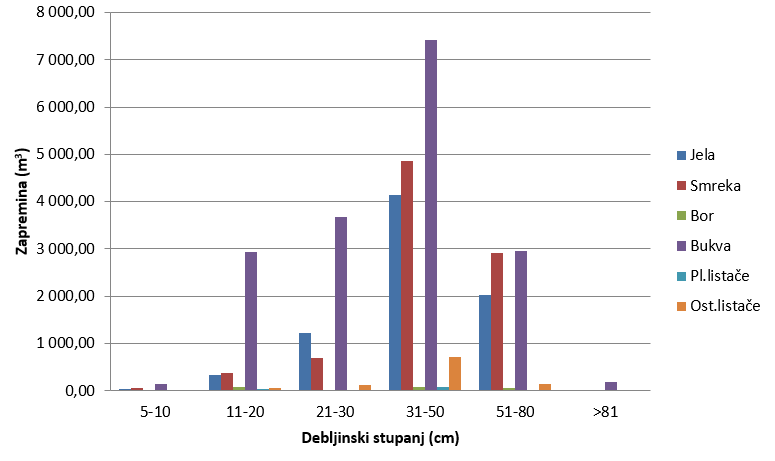 8 000,00
7 000,00
6 000,00
5 000,00
4 000,00
3 000,00
2 000,00
1 000,00
0,00
Zapremina (m³)
5-10 11-20 21-30 31-50 51-80 >81
Debljinski stupanj (cm)
Jela
Smreka
Bor
Bukva
Pl.listače
Ost.listače